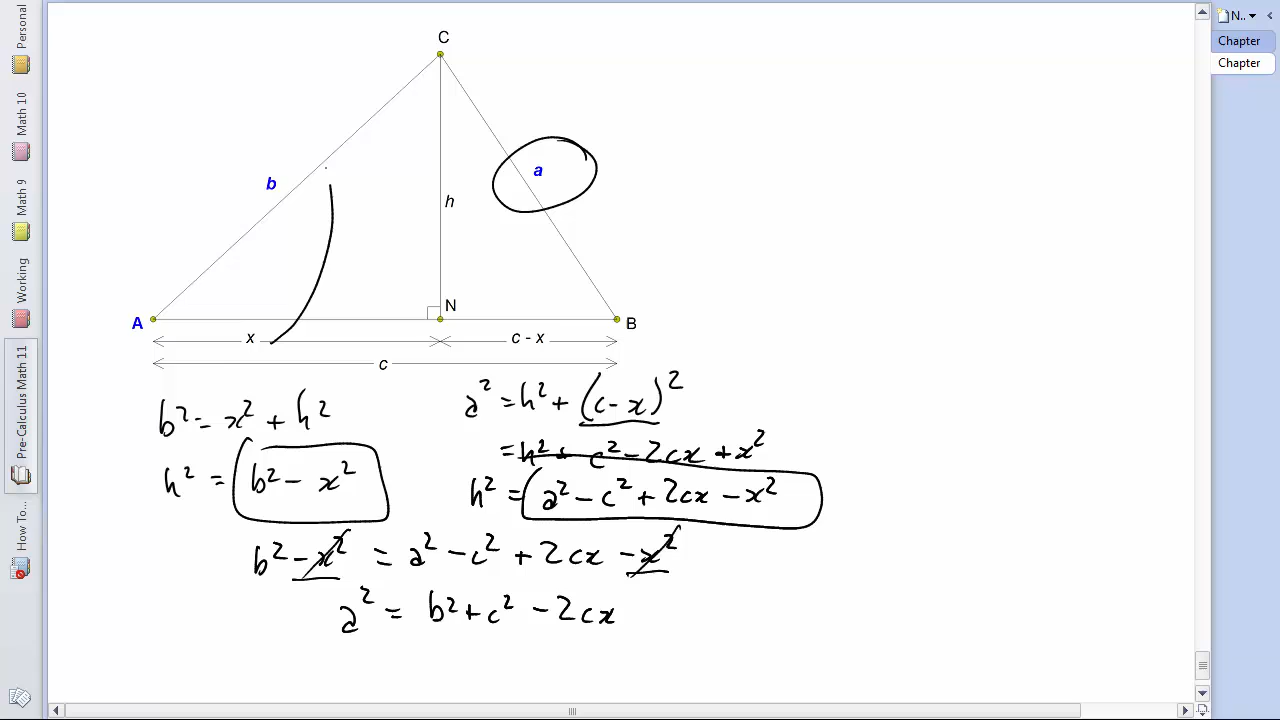 Personal
Math 10
Math 9
Working
Pre-Calculus Math 11
How To...
N..
Chapter
Chapter
C
b
a
h
A
N
B
x
c - x
c
b² = x² + h²
h² = b² - x²
a² = h² + (c - x)²
= h² + c² - 2cx + x²
h² = a² - c² + 2cx - x²
b² - x² = a² - c² + 2cx - x²
a² = b² + c² - 2cx